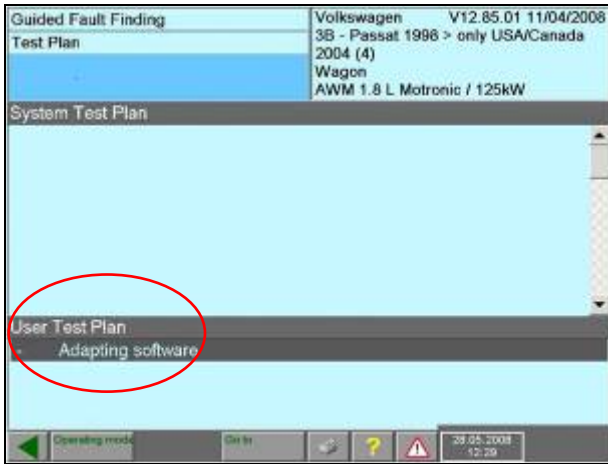 Guided Fault Finding
Test Plan
Volkswagen V12.85.01 11/04/2008
3B - Passat 1998 > only USA/Canada
2004 (4)
Wagon
AWM 1.8 L Motronic / 125kW
System Test Plan
User Test Plan
- Adapting software
Operating mode
Go to
?
28.05.2008
12:29